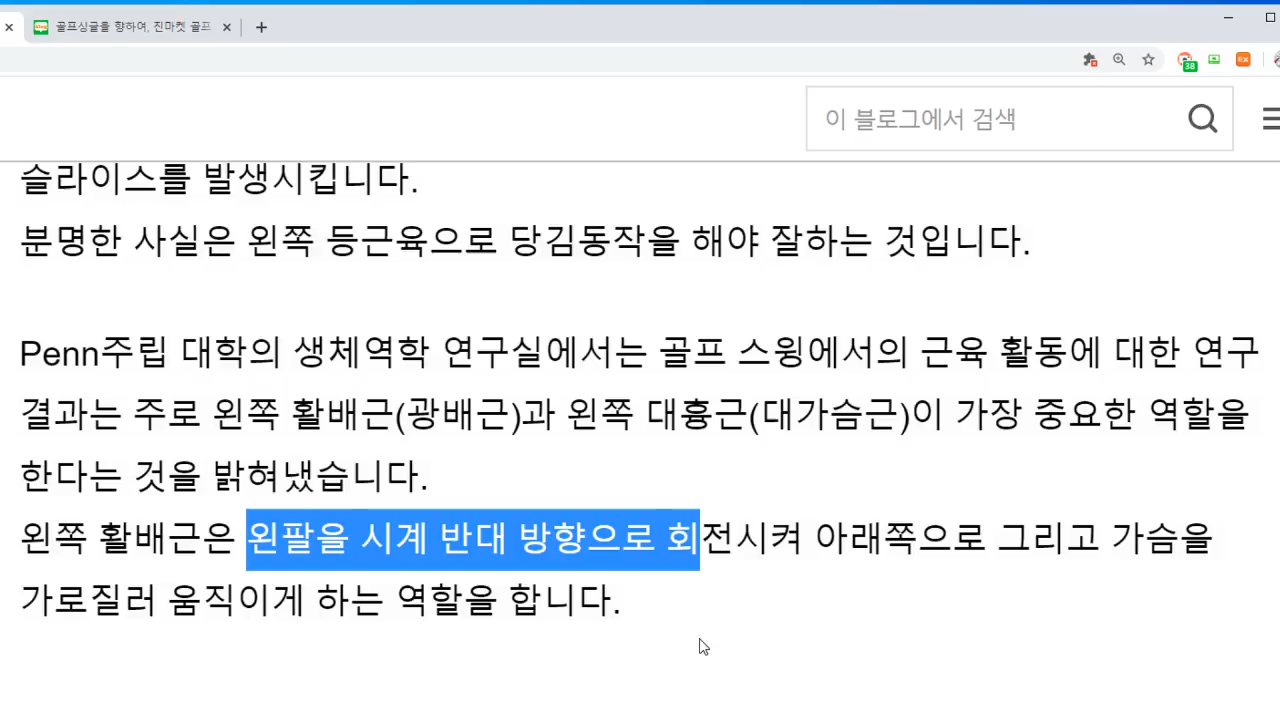 골프싱글을 향하여, 진마켓 골프
38
이 블로그에서 검색
슬라이스를 발생시킵니다.
분명한 사실은 왼쪽 등근육으로 당김동작을 해야 잘하는 것입니다.
Penn주립 대학의 생체역학 연구실에서는 골프 스윙에서의 근육 활동에 대한 연구
결과는 주로 왼쪽 활배근(광배근)과 왼쪽 대흉근(대가슴근)이 가장 중요한 역할을
한다는 것을 밝혀냈습니다.
왼쪽 활배근은 왼팔을 시계 반대 방향으로 회전시켜 아래쪽으로 그리고 가슴을
가로질러 움직이게 하는 역할을 합니다.